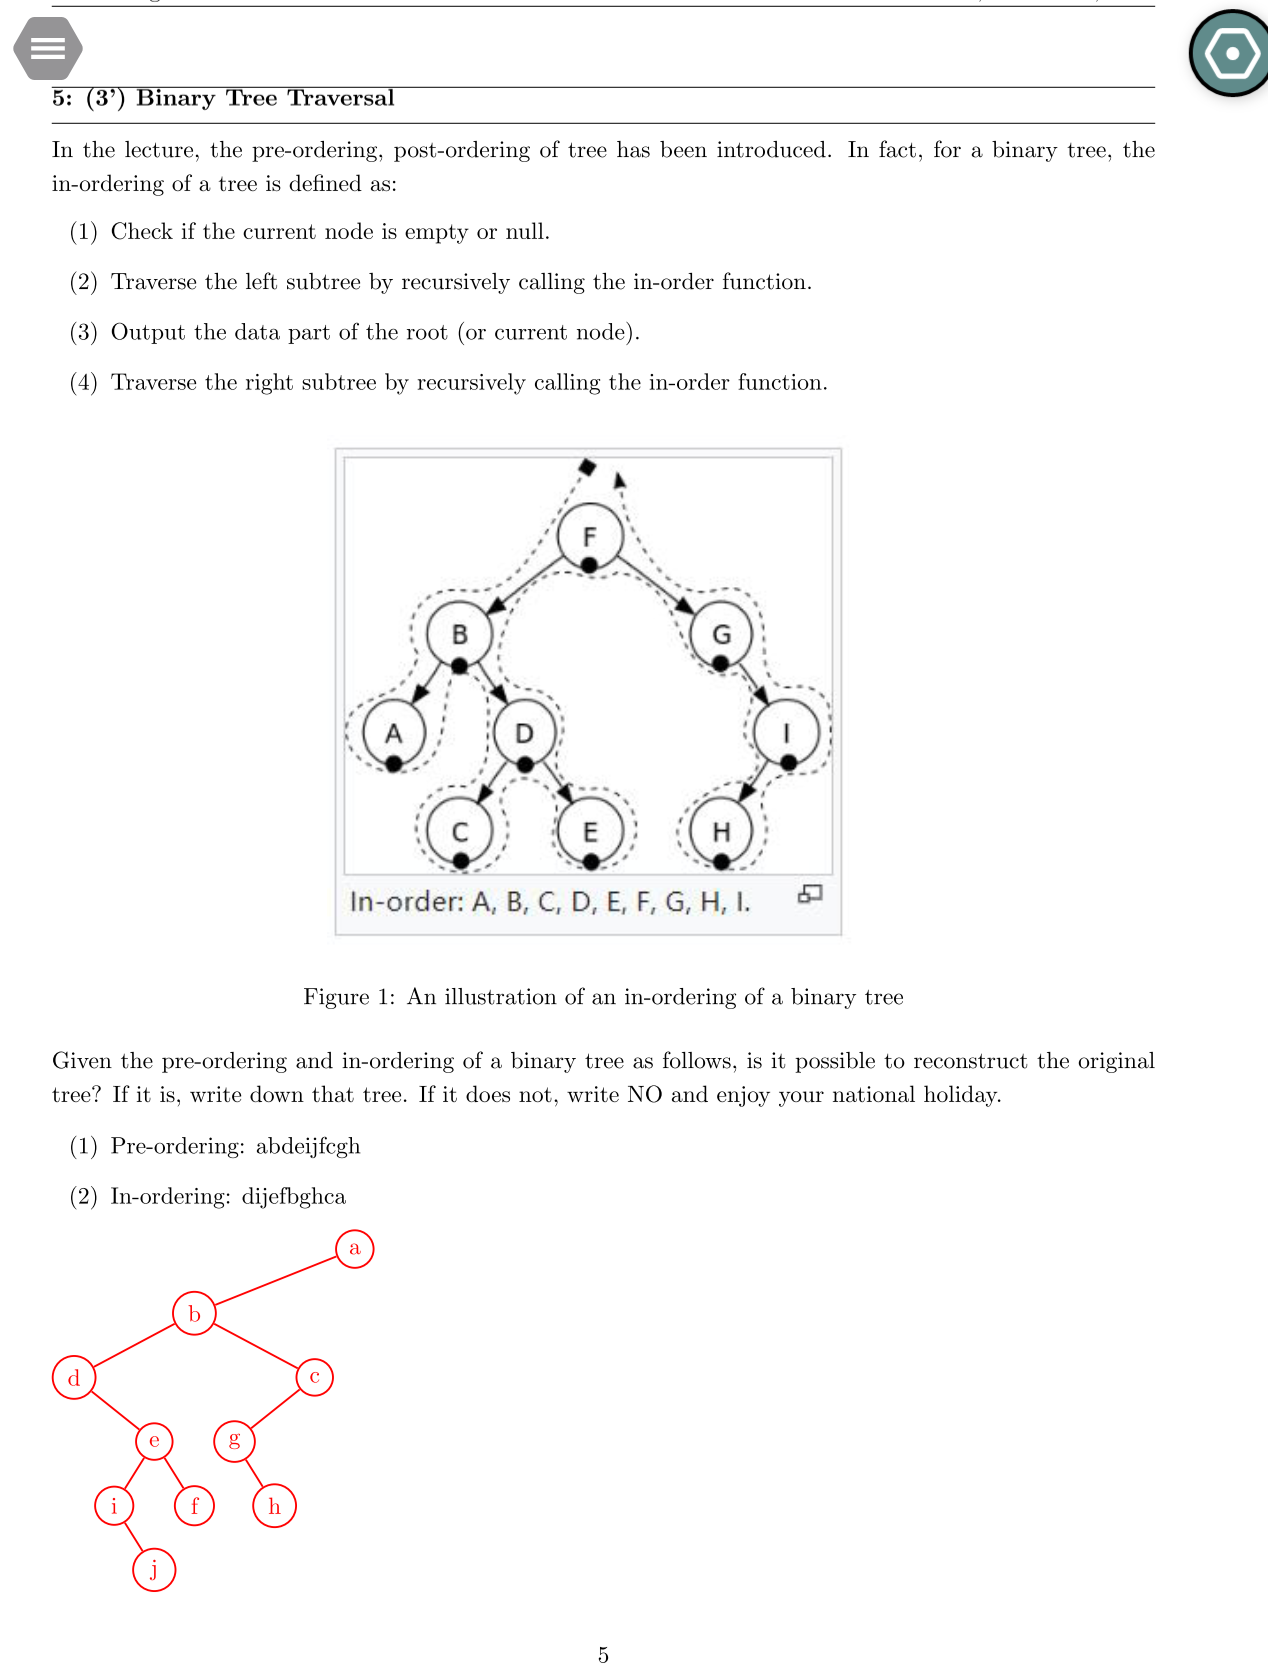 5: (3') Binary Tree Traversal
In the lecture, the pre-ordering, post-ordering of tree has been introduced. In fact, for a binary tree, the
in-ordering of a tree is defined as:
(1) Check if the current node is empty or null.
(2) Traverse the left subtree by recursively calling the in-order function.
(3) Output the data part of the root (or current node).
(4) Traverse the right subtree by recursively calling the in-order function.
F
B G
A D I
C E H
In-order: A, B, C, D, E, F, G, H, I.
Figure 1: An illustration of an in-ordering of a binary tree
Given the pre-ordering and in-ordering of a binary tree as follows, is it possible to reconstruct the original
tree? If it is, write down that tree. If it does not, write NO and enjoy your national holiday.
(1) Pre-ordering: abdeijfcgh
(2) In-ordering: dijefbghca
a
b
d c
e g
i f h
j
5